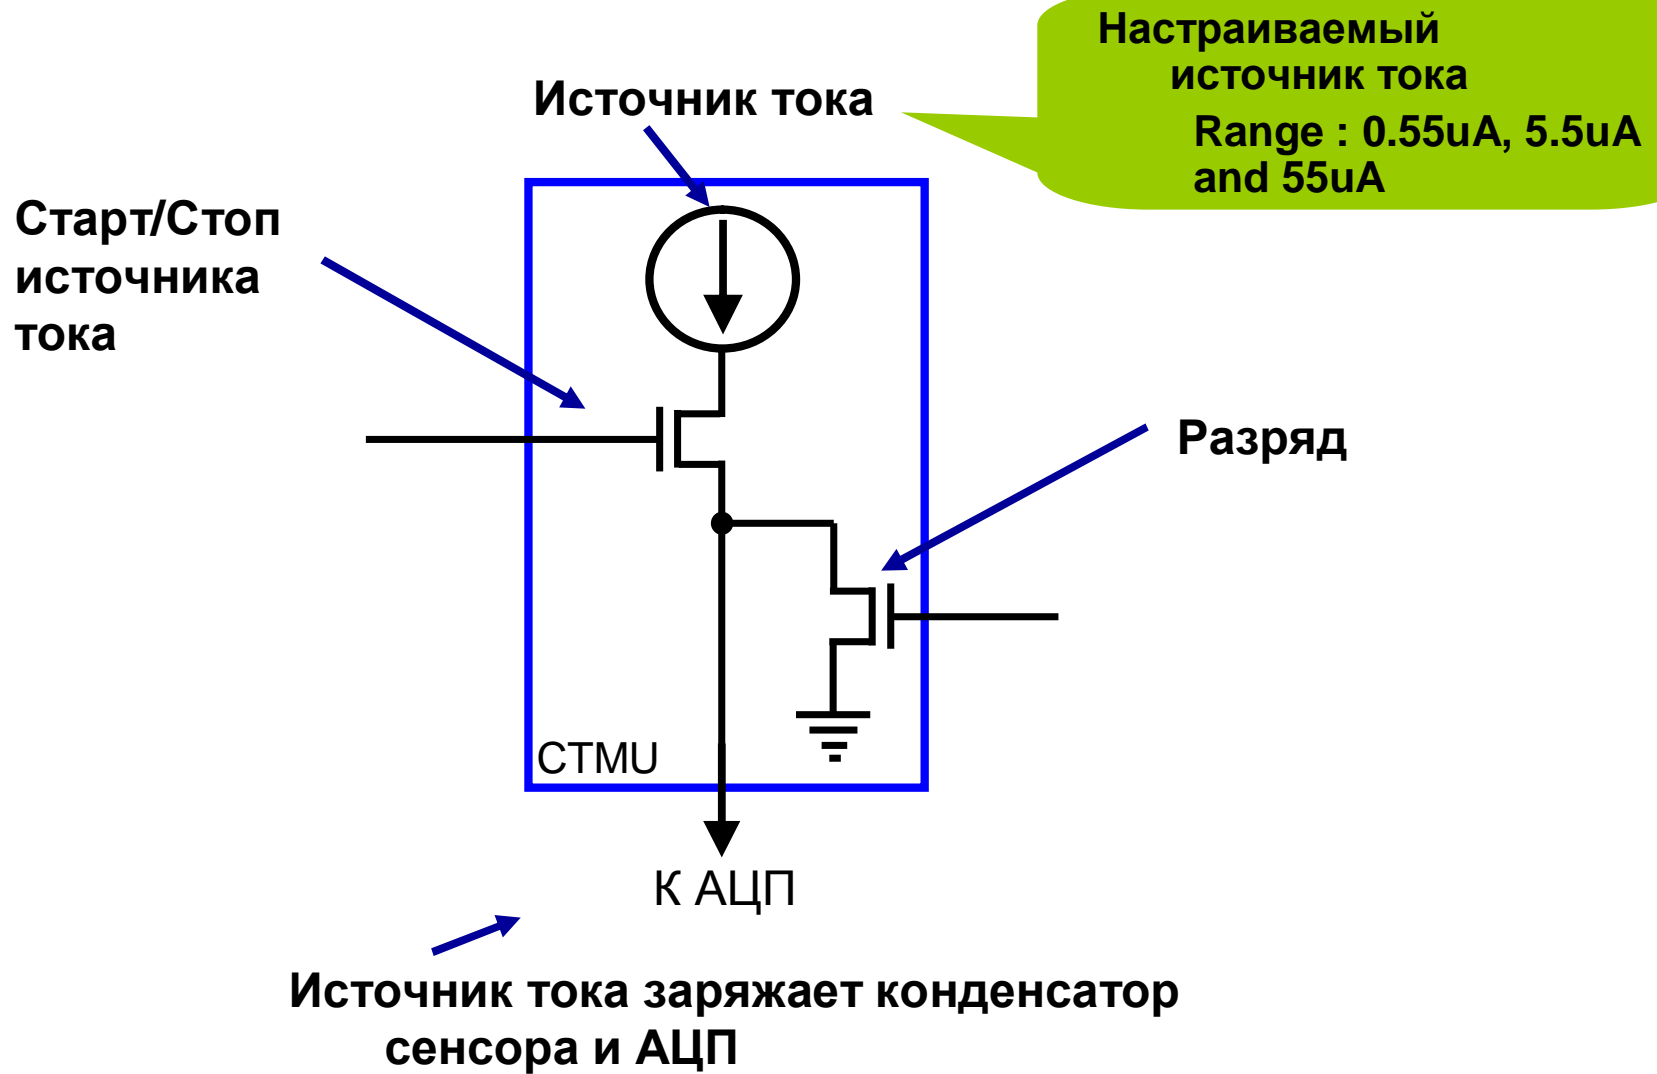 Настраиваемый
источник тока
Range : 0.55uA, 5.5uA
and 55uA
Источник тока
Старт/Стоп
источника
тока
Разряд
CTMU
К АЦП
Источник тока заряжает конденсатор
сенсора и АЦП